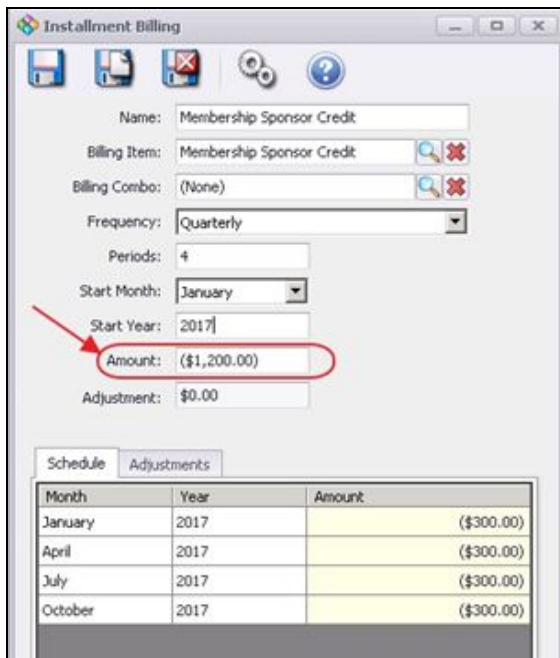 Installment Billing
Name: Membership Sponsor Credit
Billing Item: Membership Sponsor Credit
Billing Combo: (None)
Frequency: Quarterly
Periods: 4
Start Month: January
Start Year: 2017
Amount: ($1,200.00)
Adjustment: $0.00
Schedule Adjustments
Month Year Amount
January 2017 ($300.00)
April 2017 ($300.00)
July 2017 ($300.00)
October 2017 ($300.00)